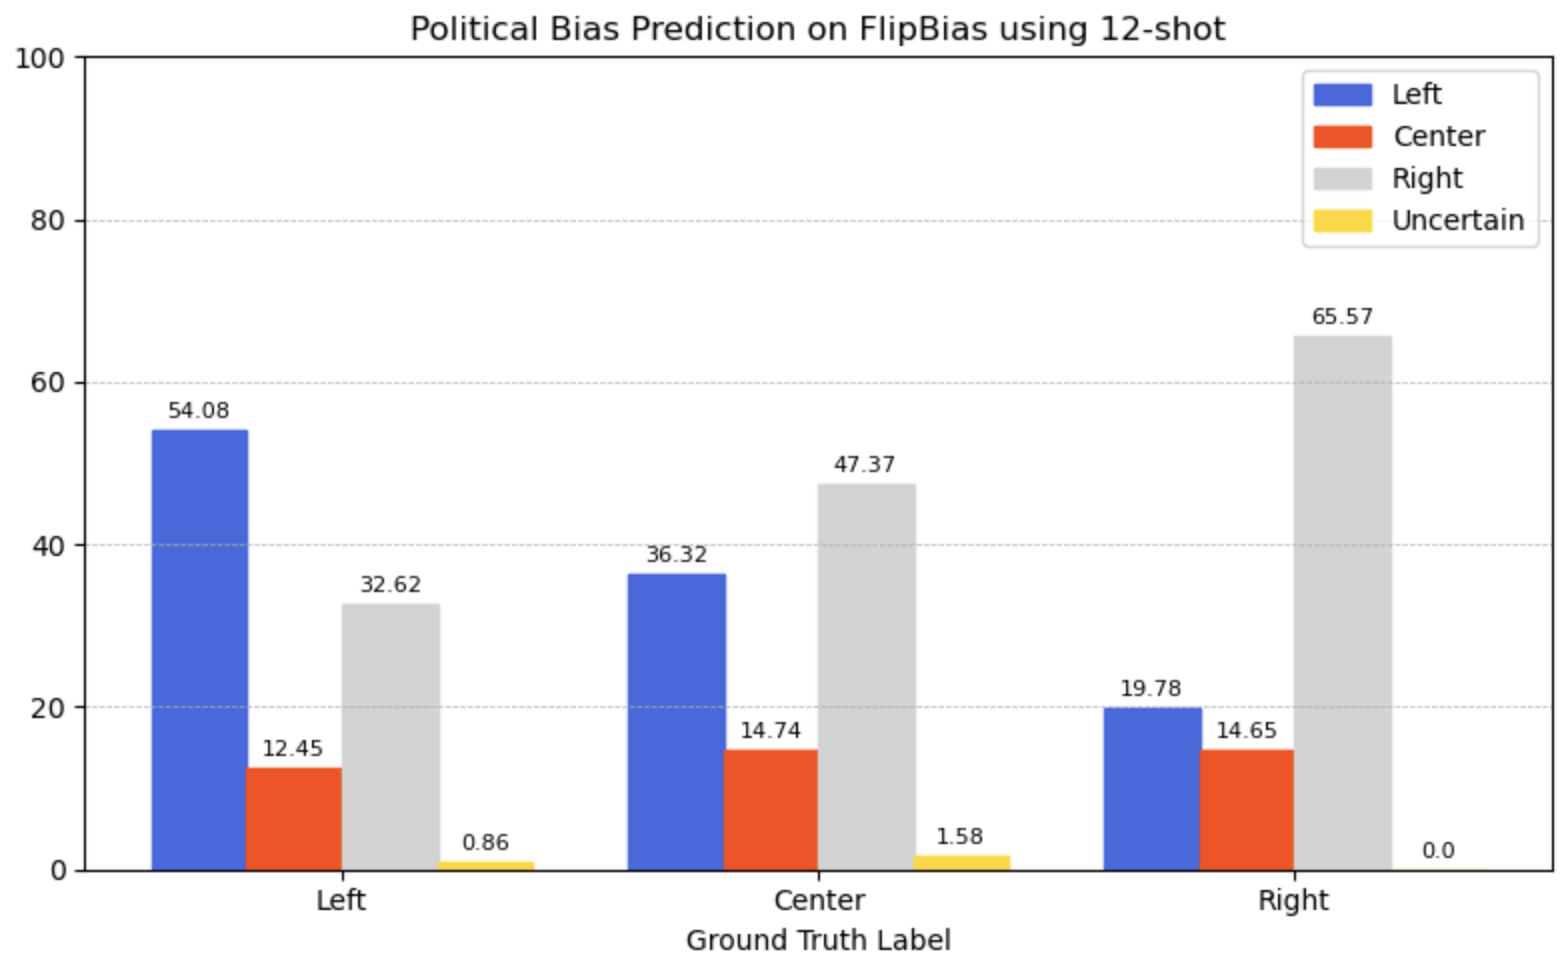 Political Bias Prediction on FlipBias using 12-shot
100
80
60
40
20
0
Left
Center
Right
Uncertain
54.08
12.45
32.62
0.86
36.32
14.74
47.37
1.58
19.78
14.65
65.57
0.0
Left
Center
Right
Ground Truth Label